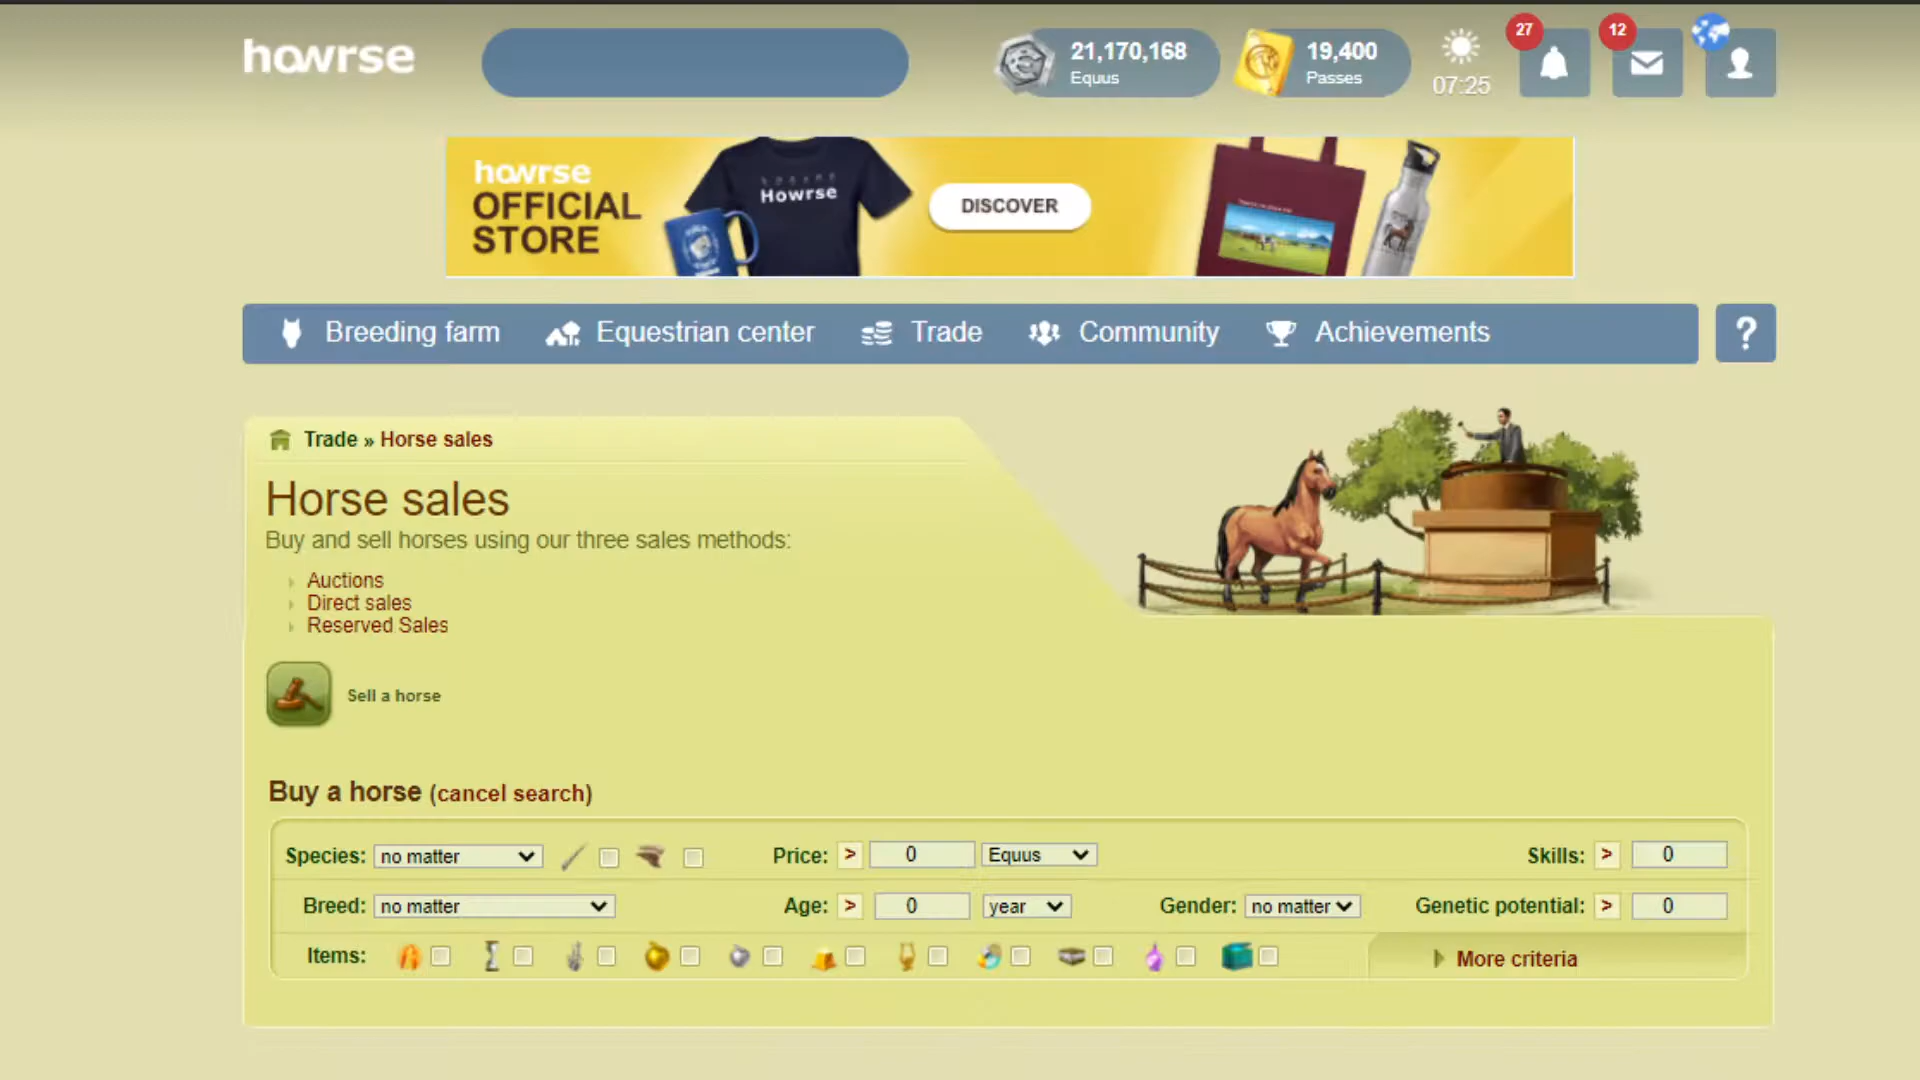 howrse
21,170,168
Equus
19,400
Passes
07:25
27
12
howrse
OFFICIAL
STORE
Howrse
DISCOVER
Breeding farm
Equestrian center
Trade
Community
Achievements
?
Trade » Horse sales
Horse sales
Buy and sell horses using our three sales methods:
Auctions
Direct sales
Reserved Sales
Sell a horse
Buy a horse (cancel search)
Species: no matter
Price: > 0 Equus
Skills: > 0
Breed: no matter
Age: > 0 year
Gender: no matter
Genetic potential: > 0
Items:
More criteria